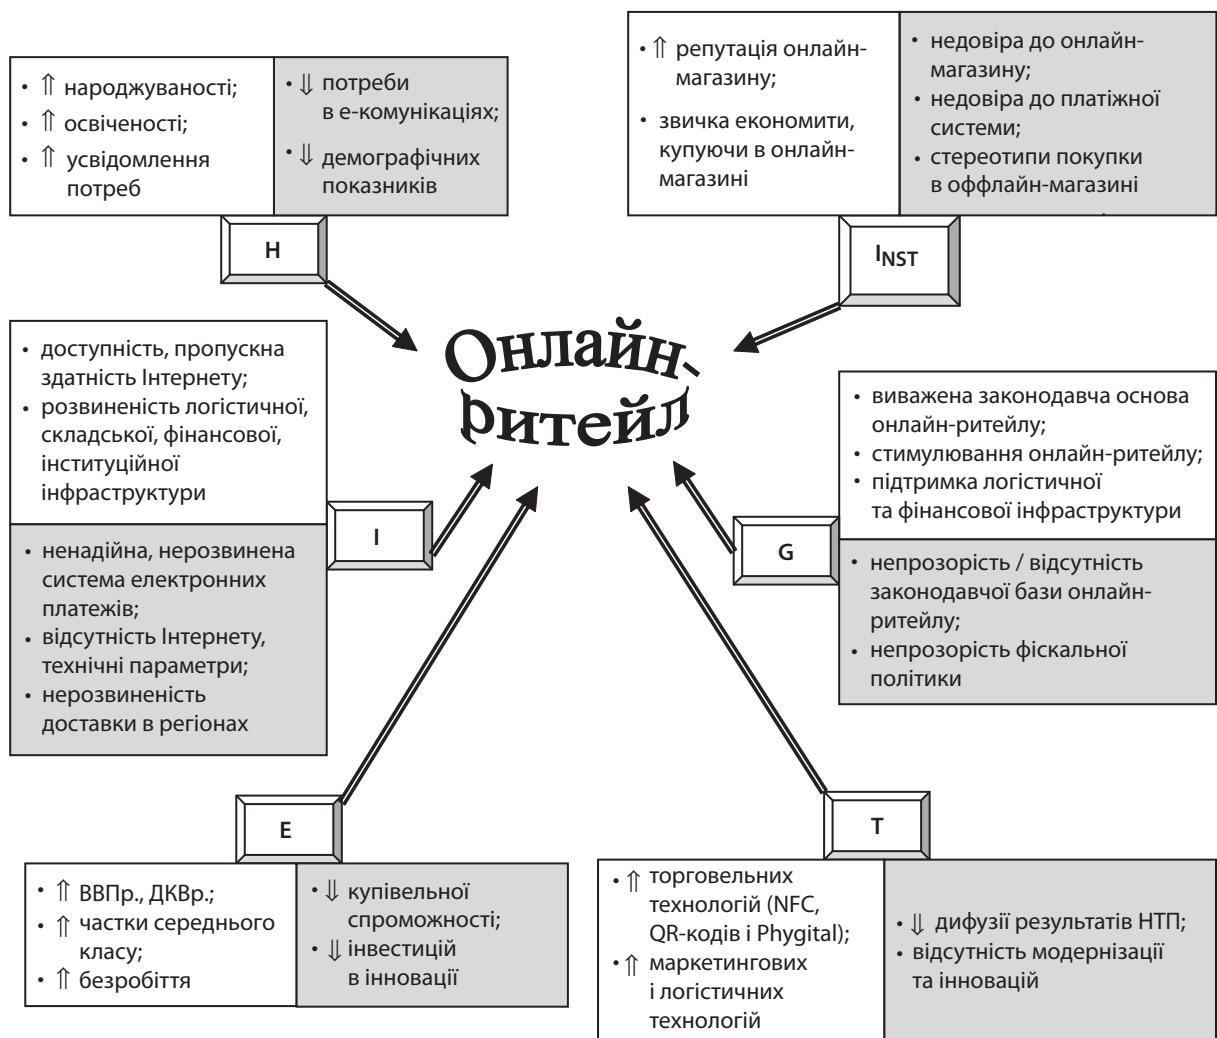 • ⇑ народжуваності;
• ⇑ освіченості;
• ⇑ усвідомлення
потреб
• ⇓ потреби
в е-комунікаціях;
• ⇓ демографічних
показників
H
• ⇑ репутація онлайн-
магазину;
• звичка економити,
купуючи в онлайн-
магазині
• недовіра до онлайн-
магазину;
• недовіра до платіжної
системи;
• стереотипи покупки
в оффлайн-магазині
INST
Онлайн-
ритейл
• доступність, пропускна
здатність Інтернету;
• розвиненість логістичної,
складської, фінансової,
інституційної
інфраструктури
I
• ненадійна, нерозвинена
система електронних
платежів;
• відсутність Інтернету,
технічні параметри;
• нерозвиненість
доставки в регіонах
• виважена законодавча основа
онлайн-ритейлу;
• стимулювання онлайн-ритейлу;
• підтримка логістичної
та фінансової інфраструктури
G
• непрозорість / відсутність
законодавчої бази онлайн-
ритейлу;
• непрозорість фіскальної
політики
E
• ⇑ ВВПр., ДКВр.;
• ⇑ частки середнього
класу;
• ⇑ безробіття
• ⇓ купівельної
спроможності;
• ⇓ інвестицій
в інновації
T
• ⇑ торговельних
технологій (NFC,
QR-кодів і Phygital);
• ⇑ маркетингових
і логістичних
технологій
• ⇓ дифузії результатів НТП;
• відсутність модернізації
та інновацій